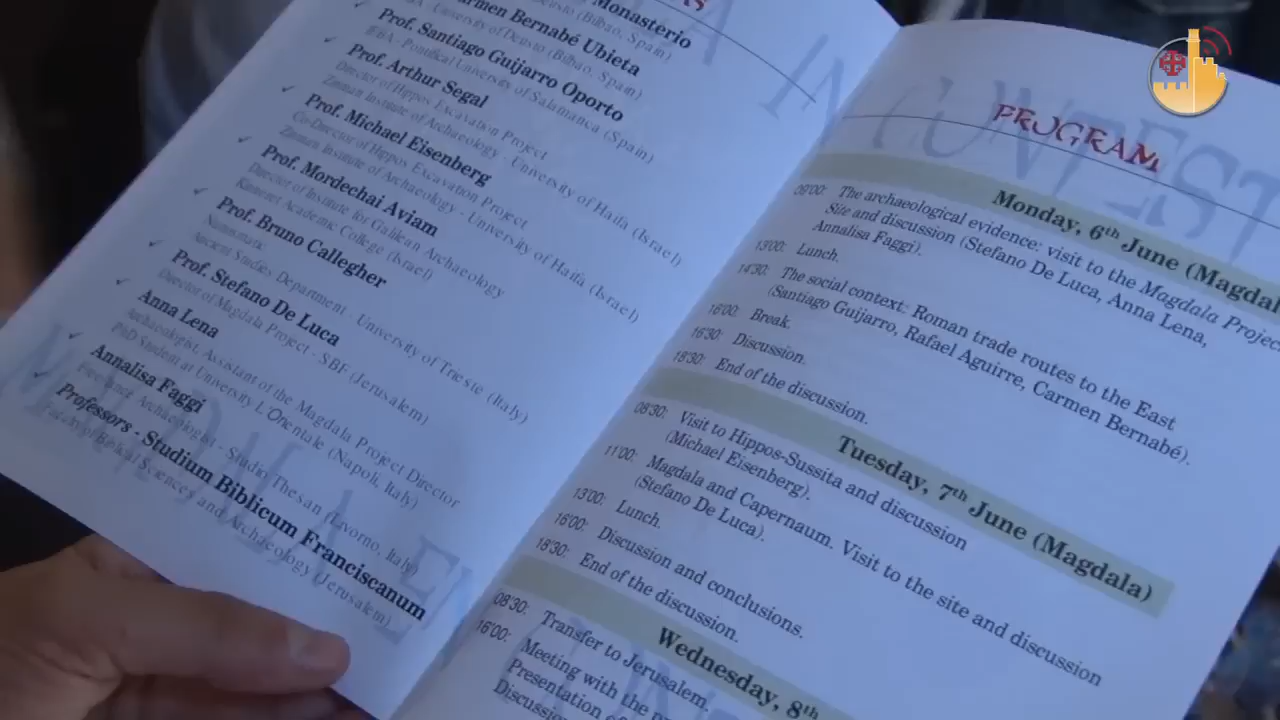 Monasterio
Deusto (Bilbao, Spain)
Carmen Bernabé Ubieta
University of Deusto (Bilbao, Spain)
Prof. Santiago Guijarro Oporto
Pontifical University of Salamanca (Spain)
Prof. Arthur Segal
Director of Hippos Excavation Project
Zinman Institute of Archaeology - University of Haifa (Israel)
Prof. Michael Eisenberg
Co-Director of Hippos Excavation Project
Zinman Institute of Archaeology - University of Haifa (Israel)
Prof. Mordechai Aviam
Director of Institute for Galilean Archaeology
Kinneret Academic College (Israel)
Prof. Bruno Callegher
Numismatic
Ancient Studies Department - University of Trieste (Italy)
Prof. Stefano De Luca
Director of Magdala Project - SBF (Jerusalem)
Anna Lena
Archaeologist, Assistant of the Magdala Project Director
PhD Student at University L'Orientale (Napoli, Italy)
Annalisa Faggi
Freelance Archaeologist - Studio Thesan
Professors - Studium Biblicum Franciscanum
Faculty of Biblical Sciences and Archaeology (Jerusalem)
PROGRAM
Monday, 6th June (Magdal
09'00: The archaeological evidence: visit to the Magdala Projec
Site and discussion (Stefano De Luca, Anna Lena,
Annalisa Faggi).
13'00: Lunch.
14'30: The social context: Roman trade routes to the East
(Santiago Guijarro, Rafael Aguirre, Carmen Bernabé).
16'00: Break.
16'30: Discussion.
18'30: End of the discussion.
Tuesday, 7th June (Magdala)
08'30: Visit to Hippos-Sussita and discussion
(Michael Eisenberg).
11'00: Magdala and Capernaum. Visit to the site and discussion
(Stefano De Luca).
13'00: Lunch.
16'00: Discussion and conclusions.
18'30: End of the discussion.
Wednesday, 8th
08'30: Transfer to Jerusalem.
16'00: Meeting with the
Presentation of
Discussion